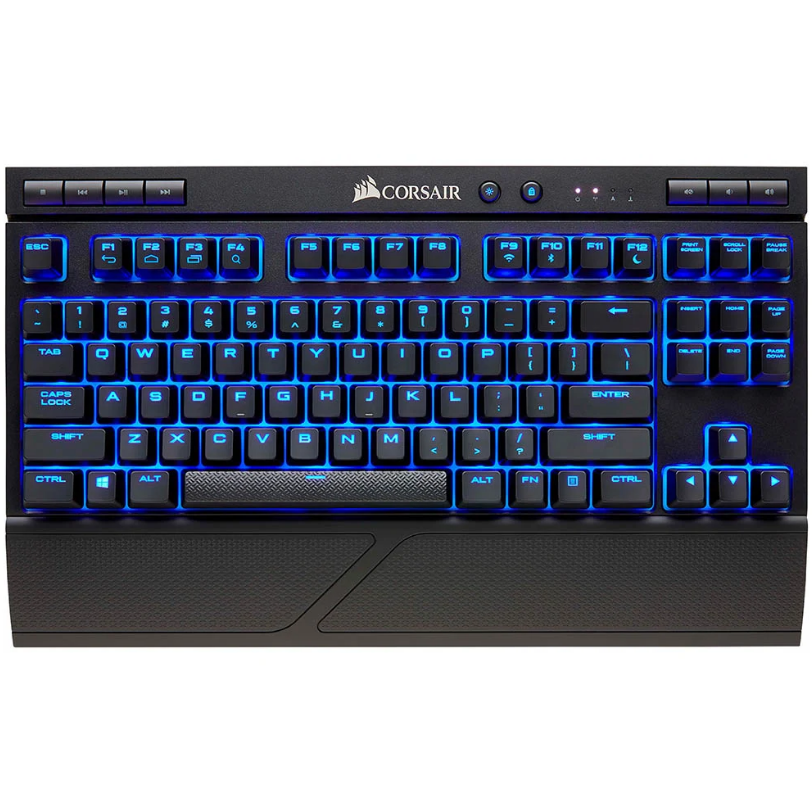 CORSAIR
ESC F1 F2 F3 F4 F5 F6 F7 F8 F9 F10 F11 F12 PRINT SCREEN SCROLL LOCK PAUSE BREAK
` ~ 1 ! 2 @ 3 # 4 $ 5 % 6 ^ 7 & 8 * 9 ( 0 ) - _ = + INSERT HOME PAGE UP
TAB Q W E R T Y U I O P [ { ] } \ | DELETE END PAGE DOWN
CAPS LOCK A S D F G H J K L ; : ' " ENTER
SHIFT Z X C V B N M , < . > / ? SHIFT
CTRL ALT ALT FN CTRL